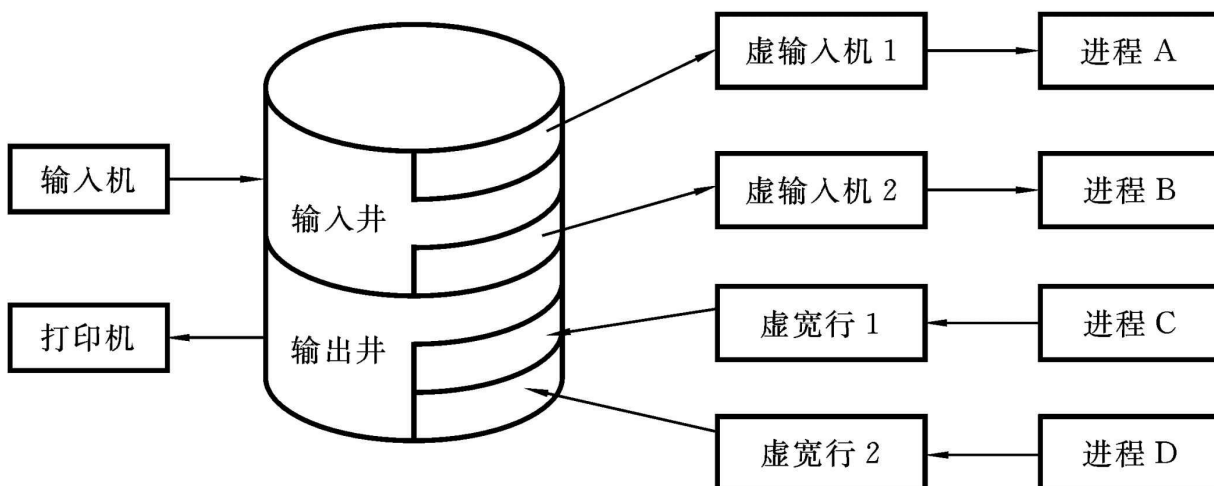 虚输入机 1
进程 A
输入机
虚输入机 2
进程 B
输入井
打印机
输出井
虚宽行 1
进程 C
虚宽行 2
进程 D